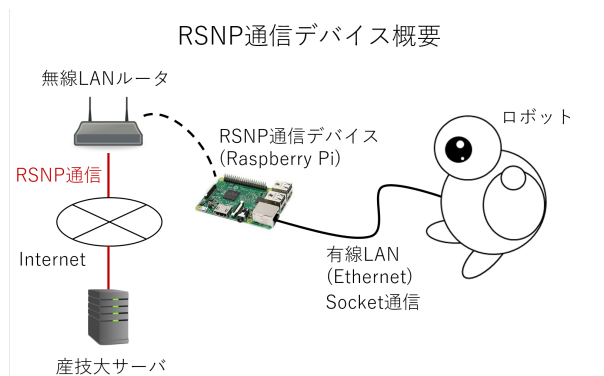 RSNP通信デバイス概要
無線LANルータ
RSNP通信デバイス
(Raspberry Pi)
ロボット
RSNP通信
Internet
有線LAN
(Ethernet)
Socket通信
産技大サーバ